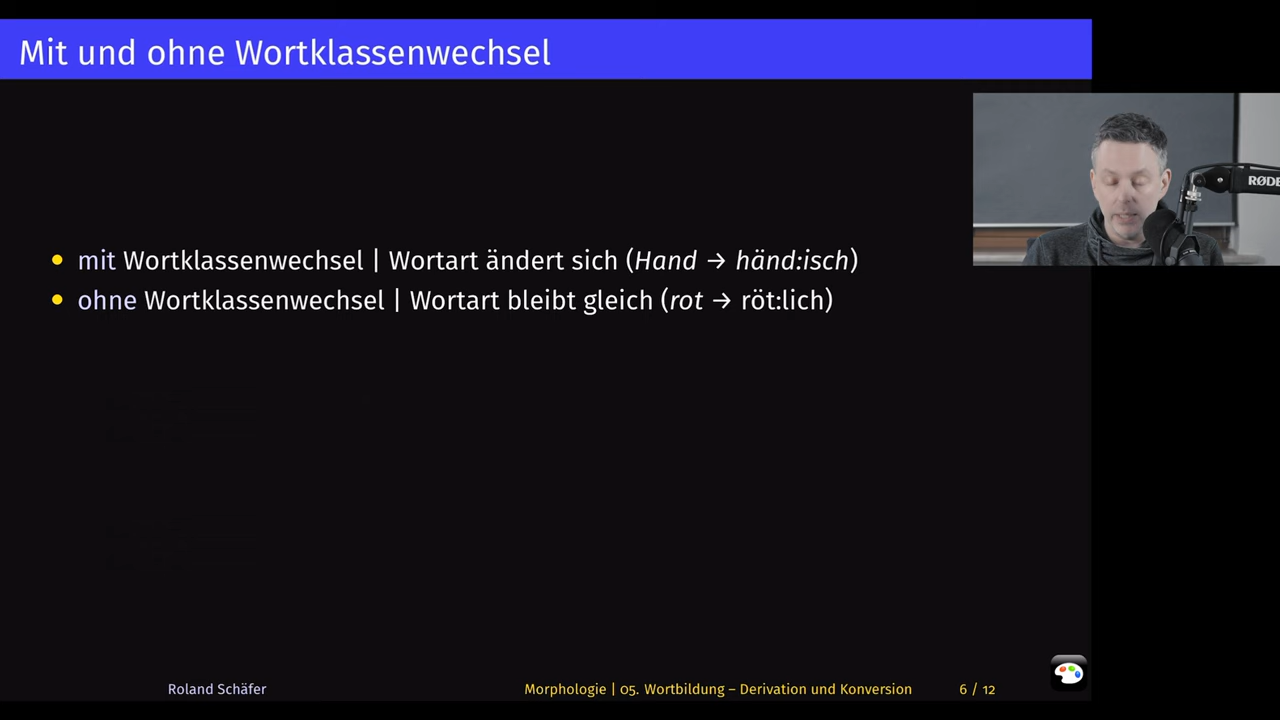 Mit und ohne Wortklassenwechsel
RØDE
mit Wortklassenwechsel | Wortart ändert sich (Hand → händ:isch)
ohne Wortklassenwechsel | Wortart bleibt gleich (rot → röt:lich)
Roland Schäfer
Morphologie | 05. Wortbildung – Derivation und Konversion
6 / 12